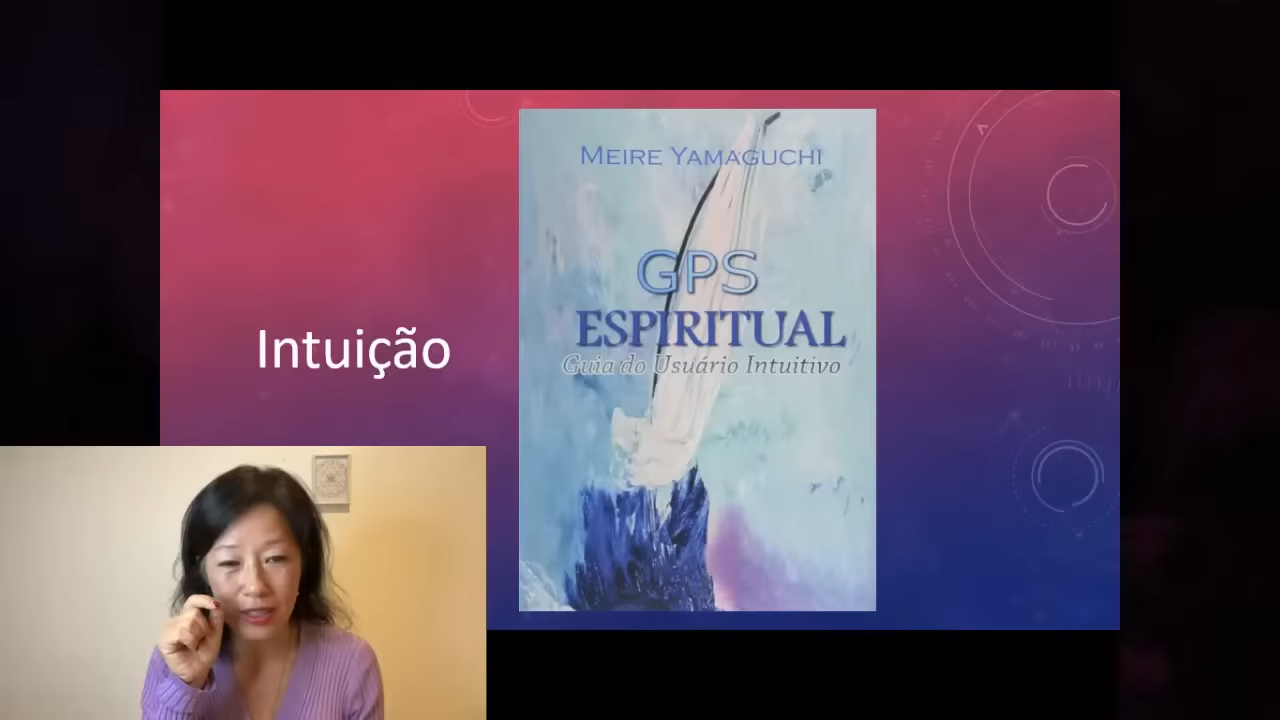 MEIRE YAMAGUCHI
GPS
ESPIRITUAL
Guia do Usuário Intuitivo
Intuição